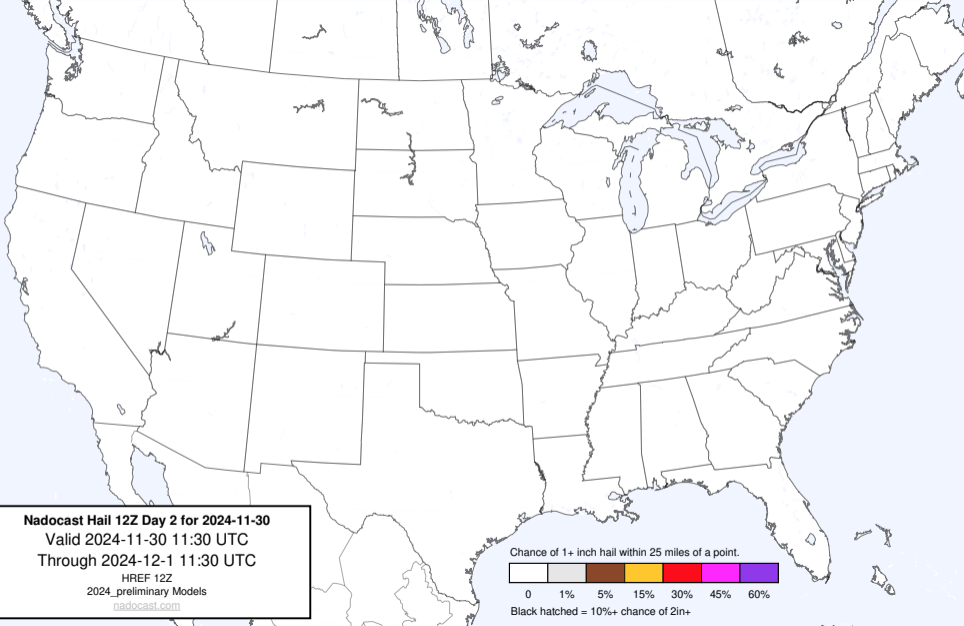 Nadocast Hail 12Z Day 2 for 2024-11-30
Valid 2024-11-30 11:30 UTC
Through 2024-12-1 11:30 UTC
HREF 12Z
2024_preliminary Models
nadocast.com
Chance of 1+ inch hail within 25 miles of a point.
0 1% 5% 15% 30% 45% 60%
Black hatched = 10%+ chance of 2in+